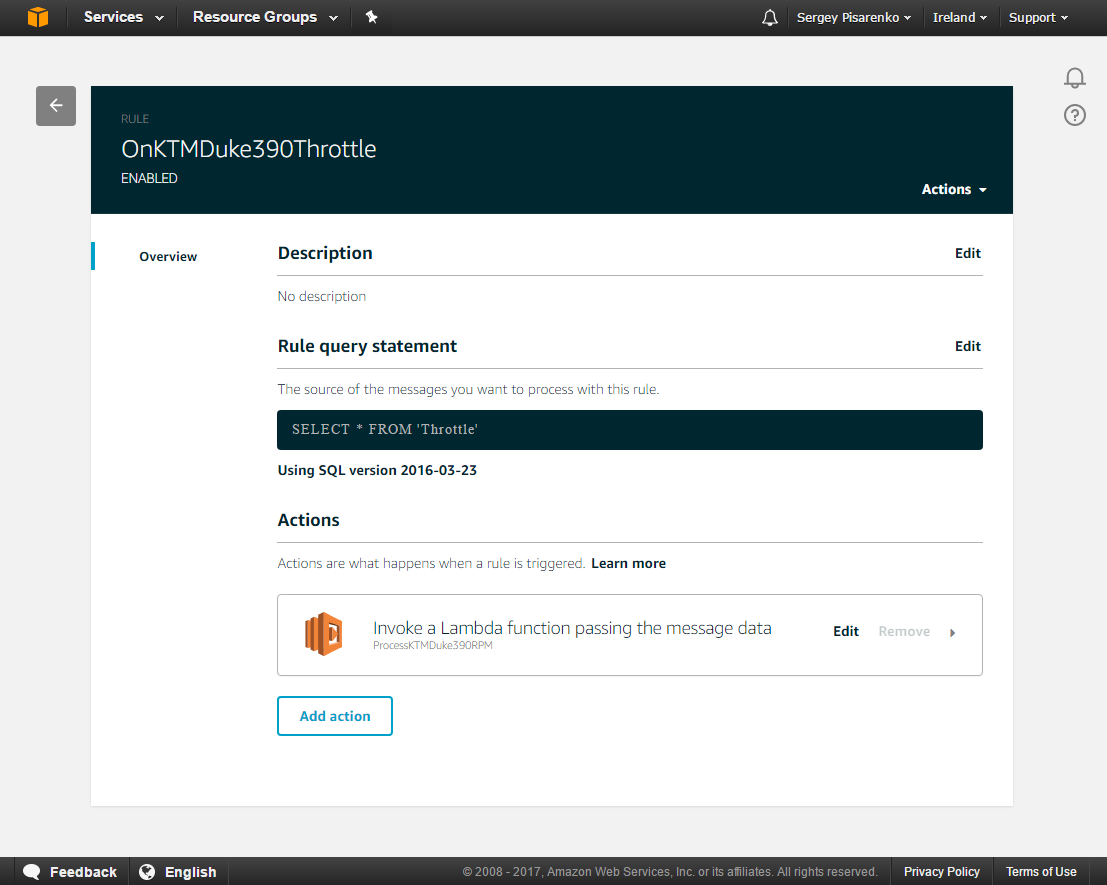 Services Resource Groups Sergey Pisarenko Ireland Support
RULE
OnKTMDuke390Throttle
ENABLED
Actions
Overview
Description Edit
No description
Rule query statement Edit
The source of the messages you want to process with this rule.
SELECT * FROM 'Throttle'
Using SQL version 2016-03-23
Actions
Actions are what happens when a rule is triggered. Learn more
Invoke a Lambda function passing the message data Edit Remove
ProcessKTMDuke390RPM
Add action
Feedback English © 2008 - 2017, Amazon Web Services, Inc. or its affiliates. All rights reserved. Privacy Policy Terms of Use